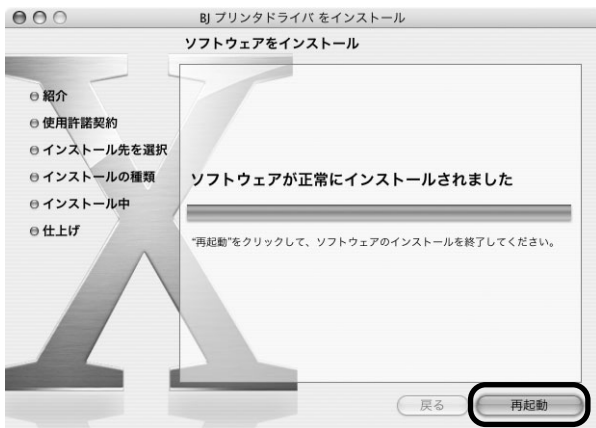 BJ プリンタドライバ をインストール
ソフトウェアをインストール
紹介
使用許諾契約
インストール先を選択
インストールの種類
インストール中
仕上げ
ソフトウェアが正常にインストールされました
"再起動"をクリックして、ソフトウェアのインストールを終了してください。
戻る
再起動